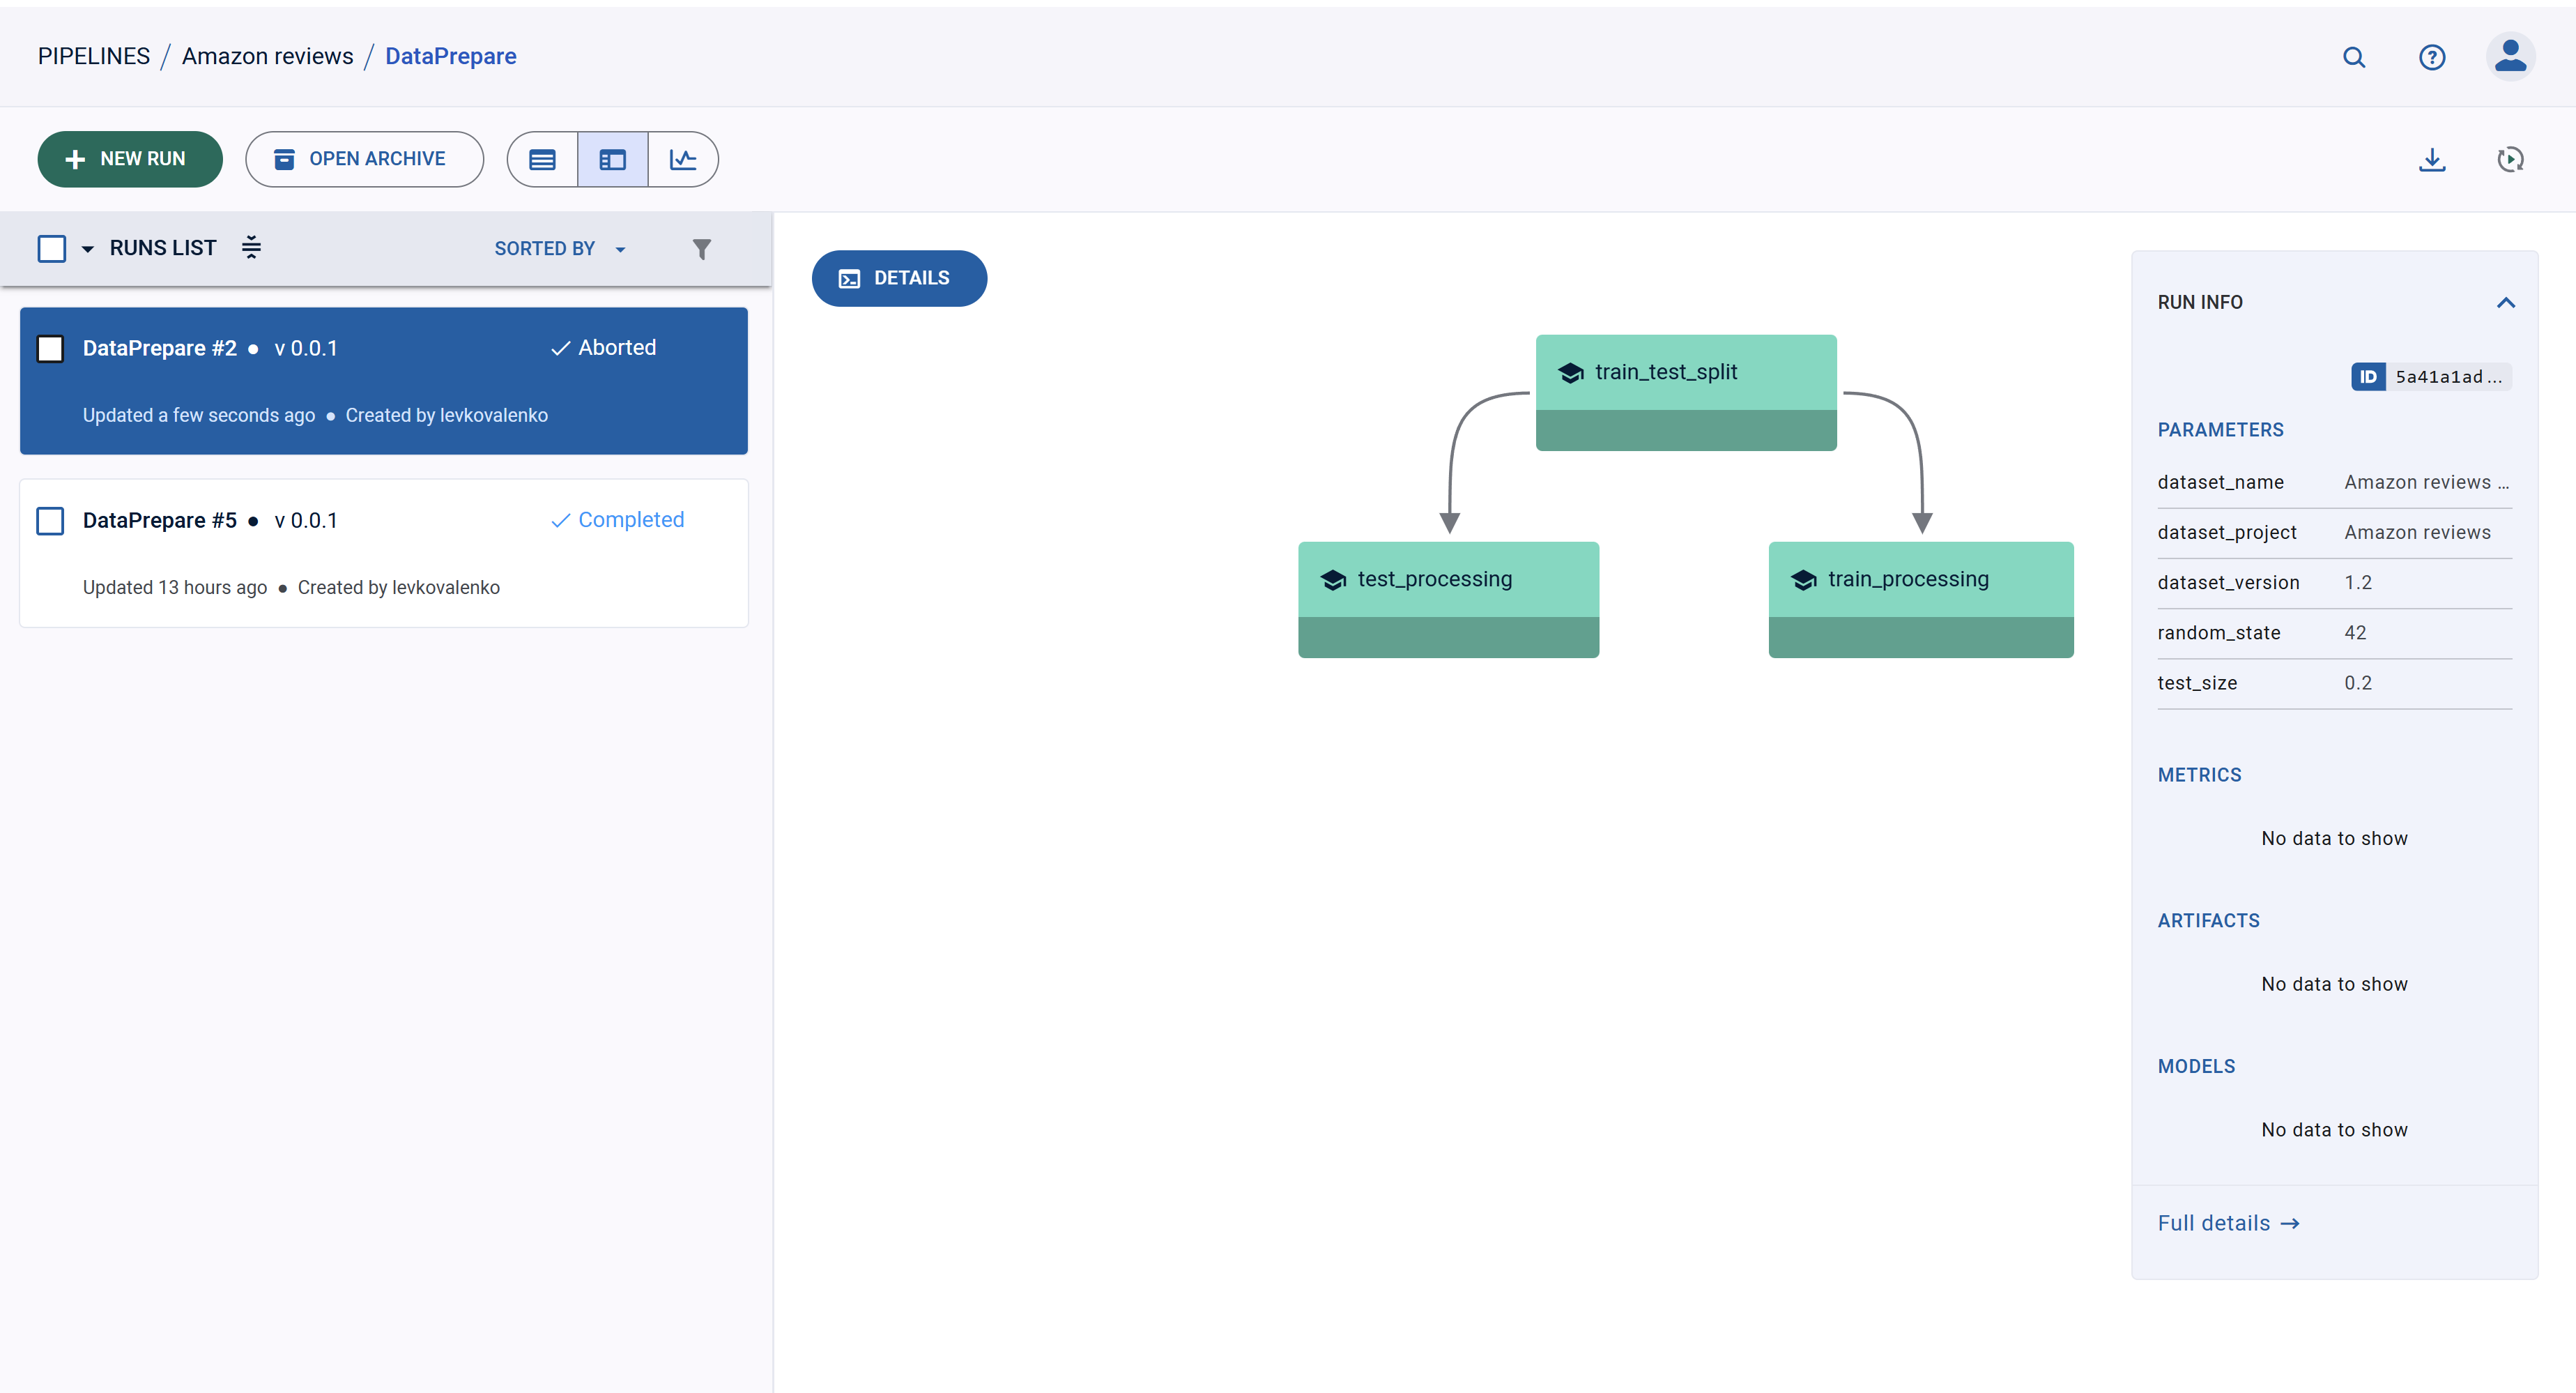 PIPELINES / Amazon reviews / DataPrepare
NEW RUN
OPEN ARCHIVE
RUNS LIST
SORTED BY
DataPrepare #2 ● v 0.0.1
Aborted
Updated a few seconds ago ● Created by levkovalenko
DataPrepare #5 ● v 0.0.1
Completed
Updated 13 hours ago ● Created by levkovalenko
DETAILS
train_test_split
test_processing
train_processing
RUN INFO
ID 5a41a1ad...
PARAMETERS
dataset_name Amazon reviews ...
dataset_project Amazon reviews
dataset_version 1.2
random_state 42
test_size 0.2
METRICS
No data to show
ARTIFACTS
No data to show
MODELS
No data to show
Full details →